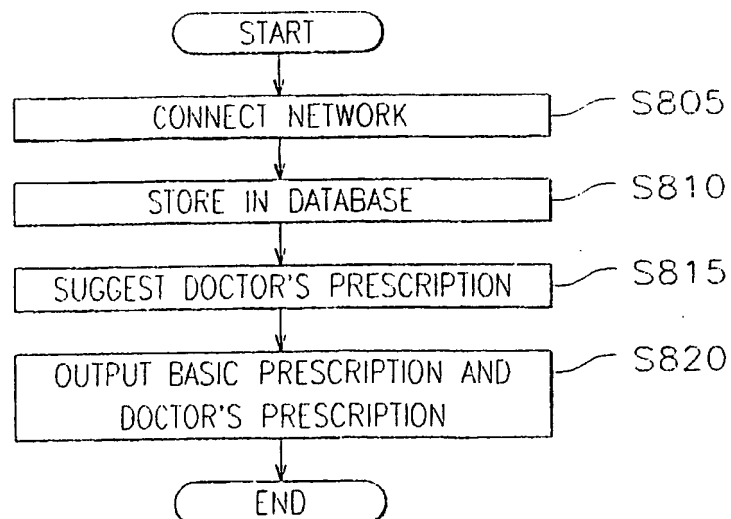 START
CONNECT NETWORK
S805
STORE IN DATABASE
S810
SUGGEST DOCTOR'S PRESCRIPTION
S815
OUTPUT BASIC PRESCRIPTION AND
DOCTOR'S PRESCRIPTION
S820
END